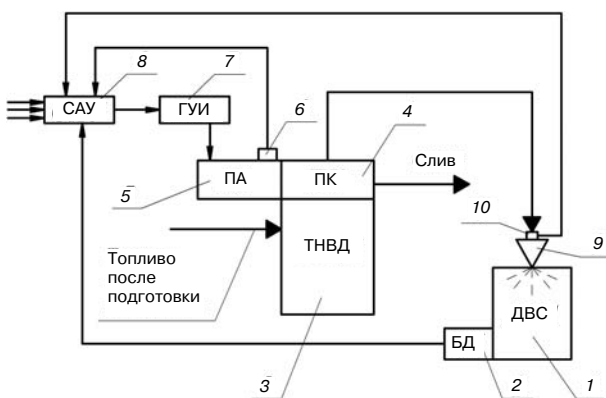 8
7
САУ
ГУИ
6
4
Слив
ПА
ПК
5
10
ТНВД
9
Топливо
после
подготовки
ДВС
БД
3
2
1